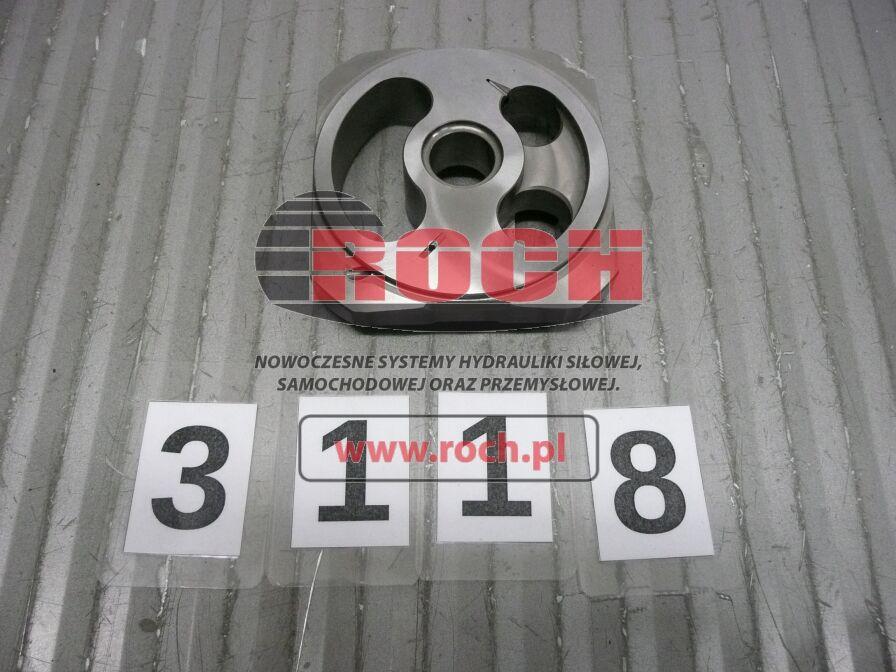 ROCH
NOWOCZESNE SYSTEMY HYDRAULIKI SIŁOWEJ,
SAMOCHODOWEJ ORAZ PRZEMYSŁOWEJ.
www.roch.pl
3 1 1 8